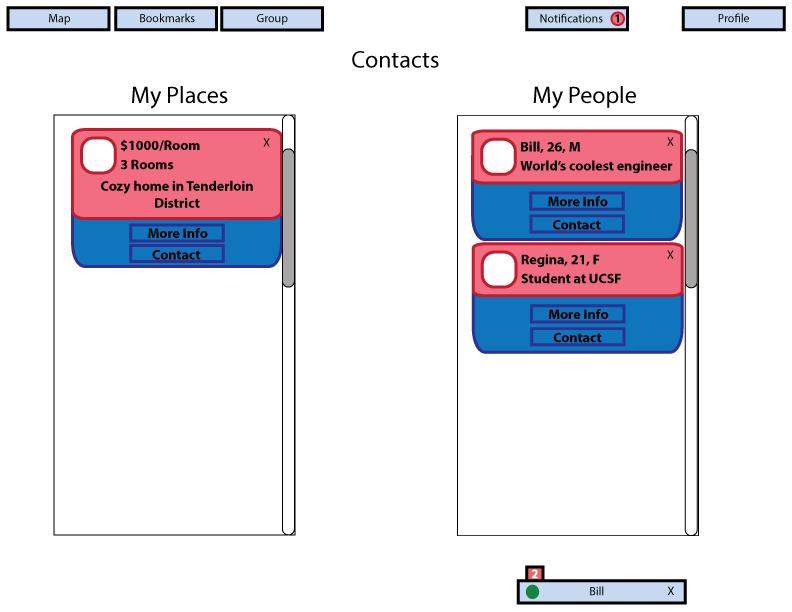 Map
Bookmarks
Group
Notifications 1
Profile
Contacts
My Places
My People
$1000/Room
X
3 Rooms
Cozy home in Tenderloin
District
More Info
Contact
Bill, 26, M
X
World's coolest engineer
More Info
Contact
Regina, 21, F
X
Student at UCSF
More Info
Contact
2
Bill
X